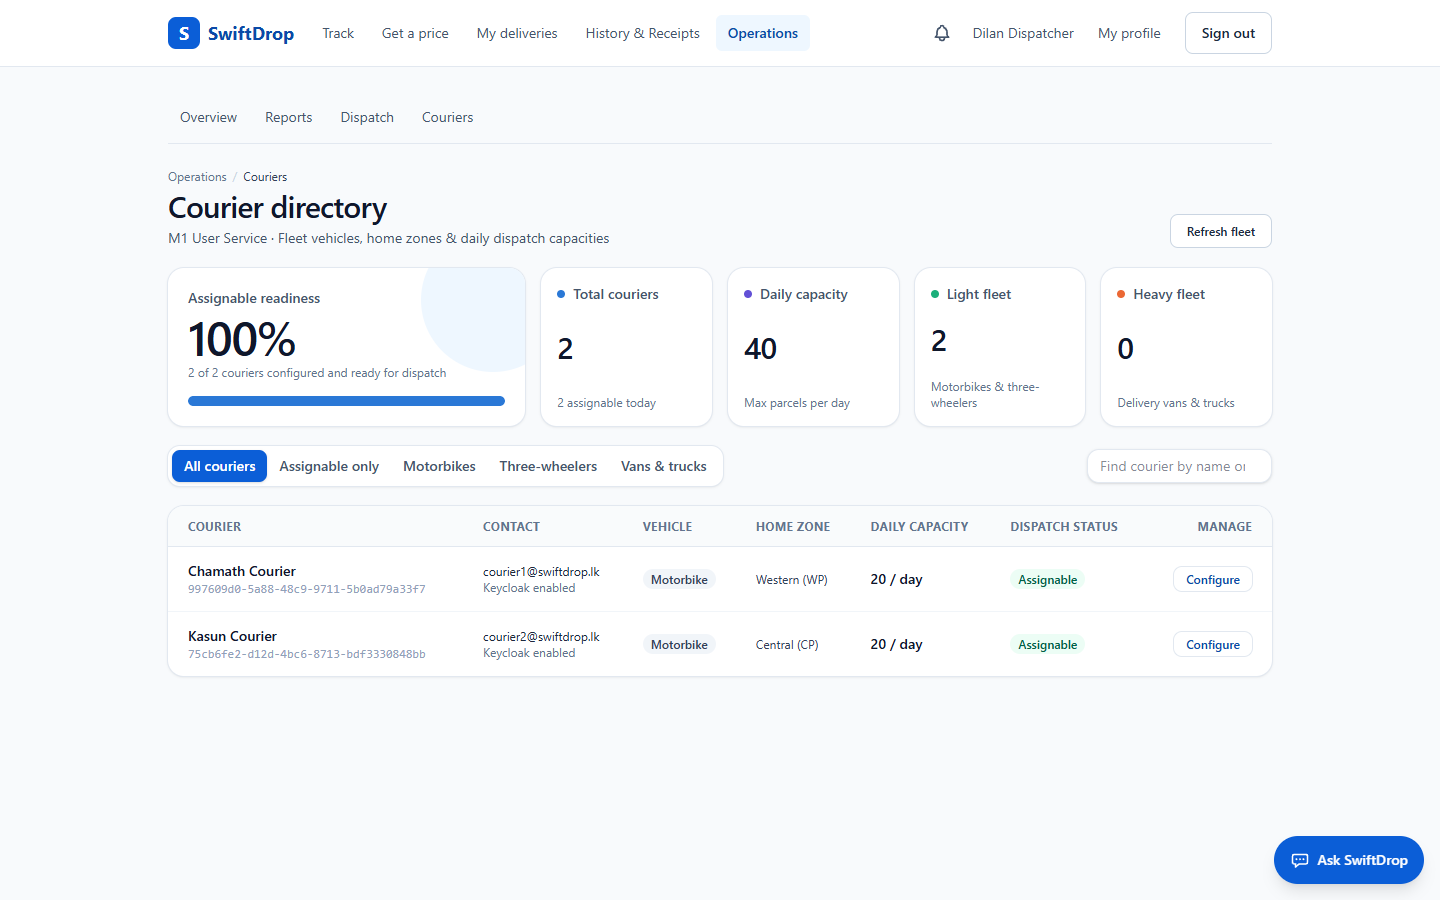 S SwiftDrop Track Get a price My deliveries History & Receipts Operations Dilan Dispatcher My profile Sign out
Overview Reports Dispatch Couriers
Operations / Couriers
Courier directory
M1 User Service · Fleet vehicles, home zones & daily dispatch capacities
Refresh fleet
Assignable readiness
100%
2 of 2 couriers configured and ready for dispatch
Total couriers
2
2 assignable today
Daily capacity
40
Max parcels per day
Light fleet
2
Motorbikes & three-
wheelers
Heavy fleet
0
Delivery vans & trucks
All couriers Assignable only Motorbikes Three-wheelers Vans & trucks
Find courier by name or
COURIER CONTACT VEHICLE HOME ZONE DAILY CAPACITY DISPATCH STATUS MANAGE
Chamath Courier
997609d0-5a88-48c9-9711-5b0ad79a33f7
courier1@swiftdrop.lk
Keycloak enabled
Motorbike Western (WP) 20 / day Assignable Configure
Kasun Courier
75cb6fe2-d12d-4bc6-8713-bdf3330848bb
courier2@swiftdrop.lk
Keycloak enabled
Motorbike Central (CP) 20 / day Assignable Configure
Ask SwiftDrop